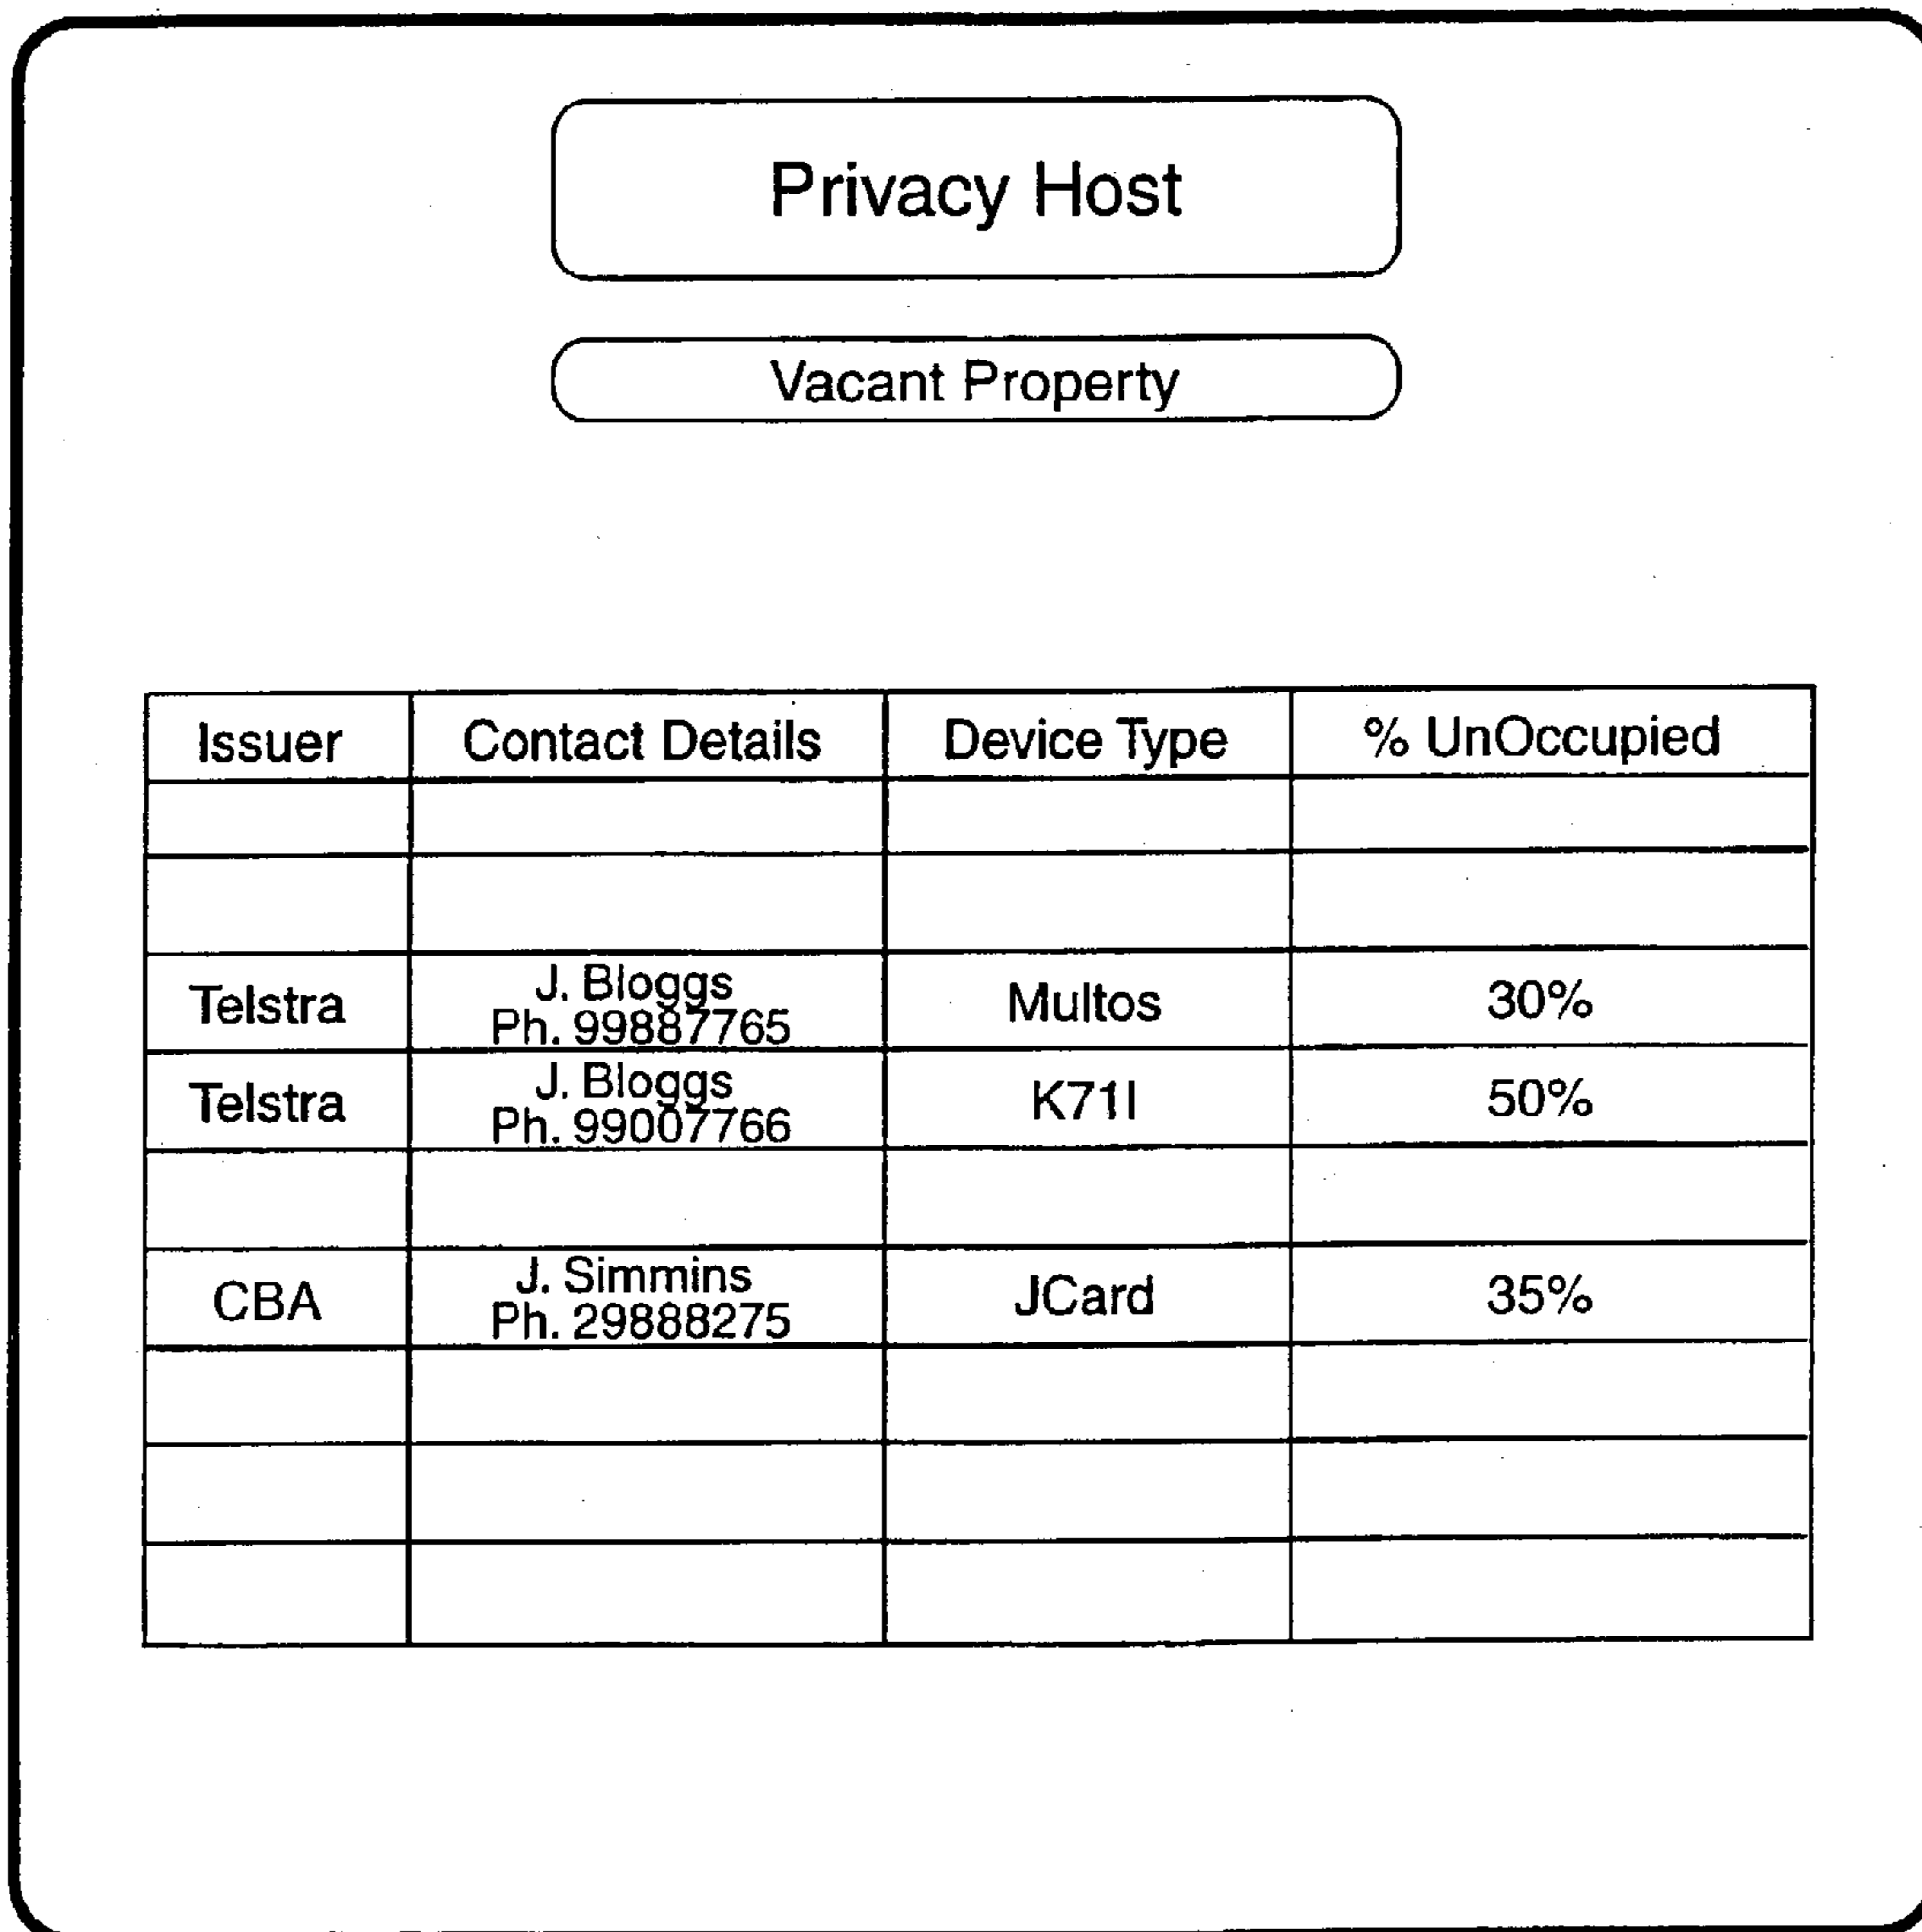 Privacy Host
Vacant Property
Issuer Contact Details Device Type % UnOccupied
Telstra J. Bloggs Ph. 99887765 Multos 30%
Telstra J. Bloggs Ph. 99007766 K71I 50%
CBA J. Simmins Ph. 29888275 JCard 35%